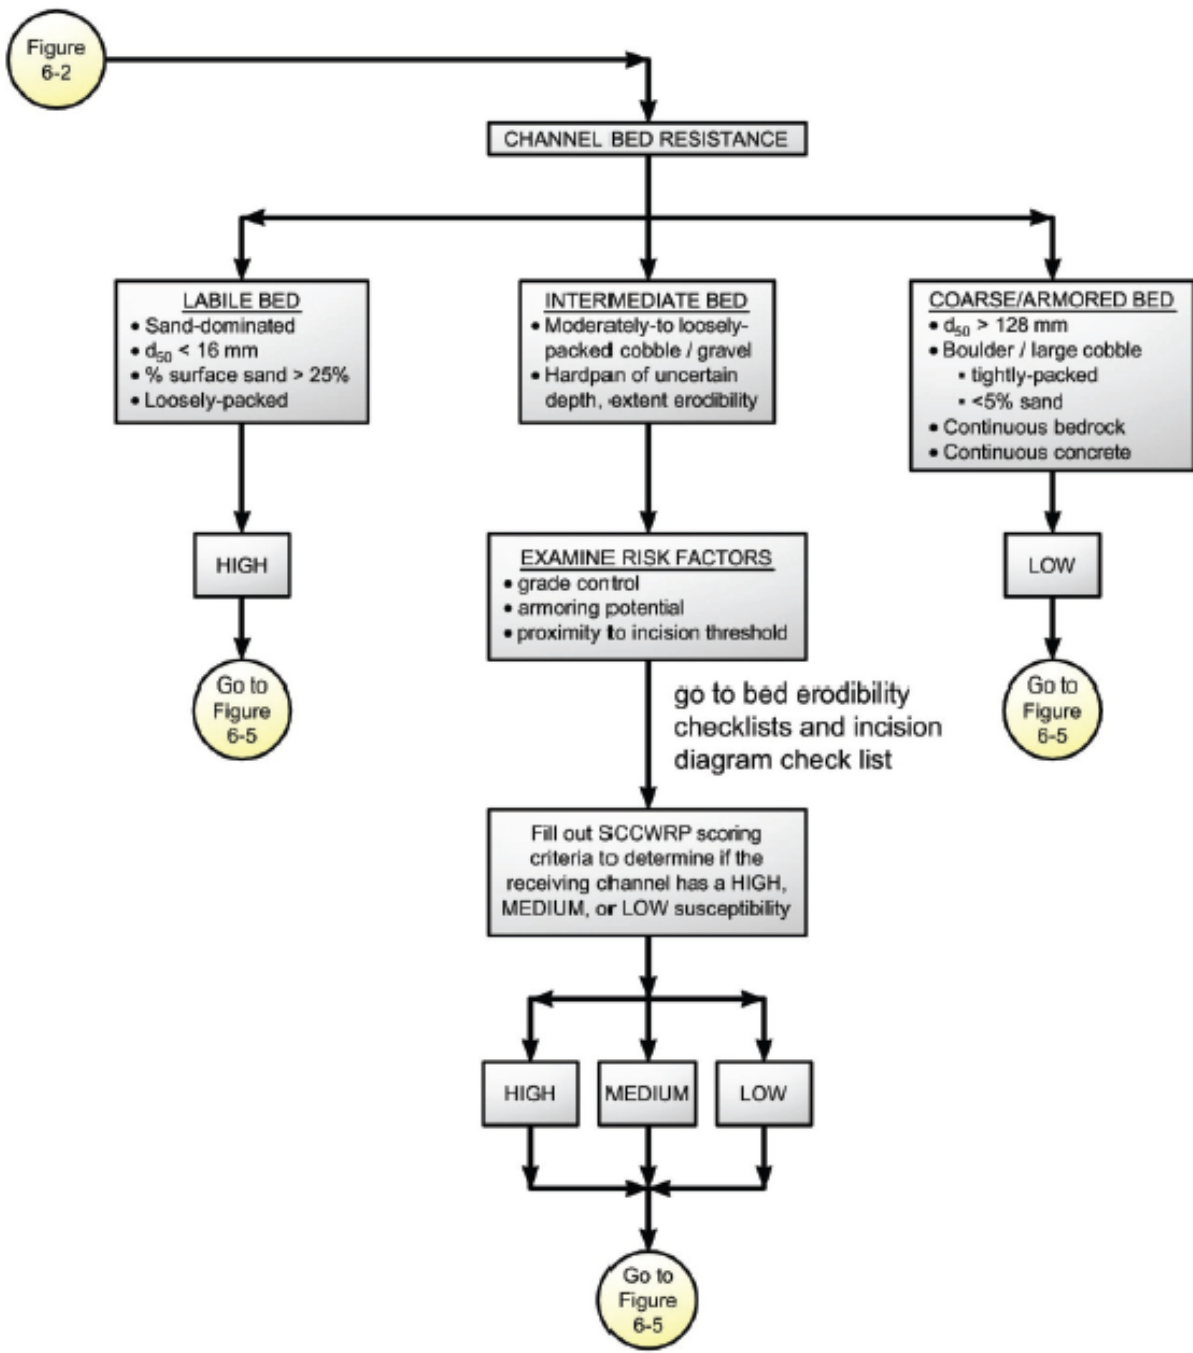 Figure
6-2
CHANNEL BED RESISTANCE
LABILE BED
• Sand-dominated
• d50 < 16 mm
• % surface sand > 25%
• Loosely-packed
INTERMEDIATE BED
• Moderately-to loosely-
packed cobble / gravel
• Hardpan of uncertain
depth, extent erodibility
COARSE/ARMORED BED
• d50 > 128 mm
• Boulder / large cobble
▪ tightly-packed
▪ <5% sand
• Continuous bedrock
• Continuous concrete
HIGH
EXAMINE RISK FACTORS
• grade control
• armoring potential
• proximity to incision threshold
LOW
Go to
Figure
6-5
go to bed erodibility
checklists and incision
diagram check list
Go to
Figure
6-5
Fill out SCCWRP scoring
criteria to determine if the
receiving channel has a HIGH,
MEDIUM, or LOW susceptibility
HIGH
MEDIUM
LOW
Go to
Figure
6-5